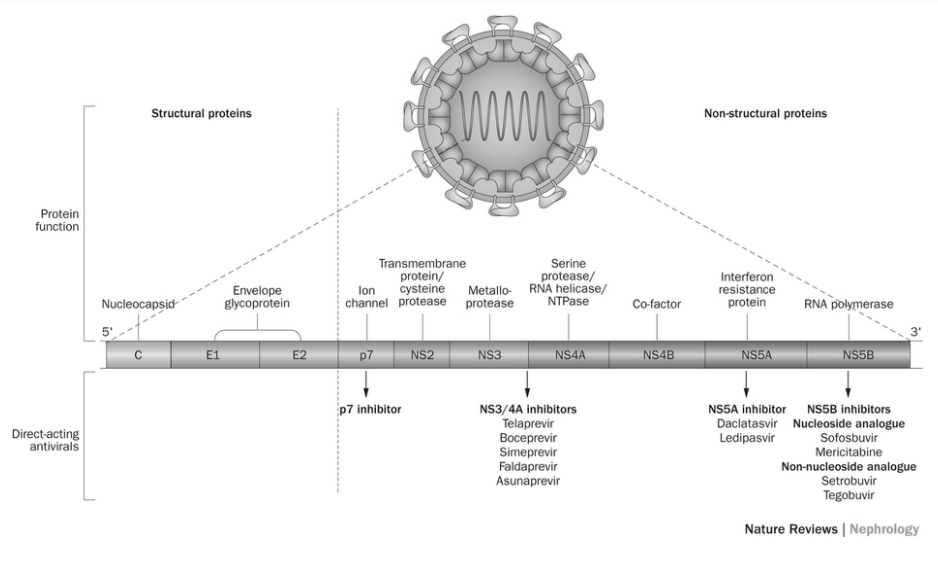 Structural proteins
Non-structural proteins
Protein
function
Nucleocapsid
Envelope
glycoprotein
Ion
channel
Transmembrane
protein/
cysteine
protease
Metallo-
protease
Serine
protease/
RNA helicase/
NTPase
Co-factor
Interferon
resistance
protein
RNA polymerase
5'
3'
C
E1
E2
p7
NS2
NS3
NS4A
NS4B
NS5A
NS5B
Direct-acting
antivirals
p7 inhibitor
NS3/4A inhibitors
Telaprevir
Boceprevir
Simeprevir
Faldaprevir
Asunaprevir
NS5A inhibitor
Daclatasvir
Ledipasvir
NS5B inhibitors
Nucleoside analogue
Sofosbuvir
Mericitabine
Non-nucleoside analogue
Setrobuvir
Tegobuvir
Nature Reviews | Nephrology